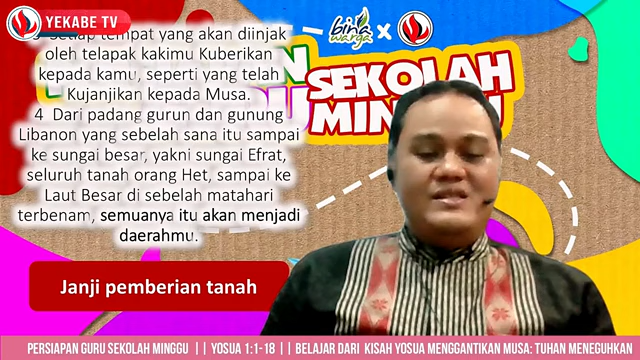 YEKABE TV
bina
warga
x
3 Setiap tempat yang akan diinjak
oleh telapak kakimu Kuberikan
kepada kamu, seperti yang telah
Kujanjikan kepada Musa.
4 Dari padang gurun dan gunung
Libanon yang sebelah sana itu sampai
ke sungai besar, yakni sungai Efrat,
seluruh tanah orang Het, sampai ke
Laut Besar di sebelah matahari
terbenam, semuanya itu akan menjadi
daerahmu.
SEKOLAH
Janji pemberian tanah
PERSIAPAN GURU SEKOLAH MINGGU || YOSUA 1:1-18 || BELAJAR DARI KISAH YOSUA MENGGANTIKAN MUSA: TUHAN MENEGUHKAN